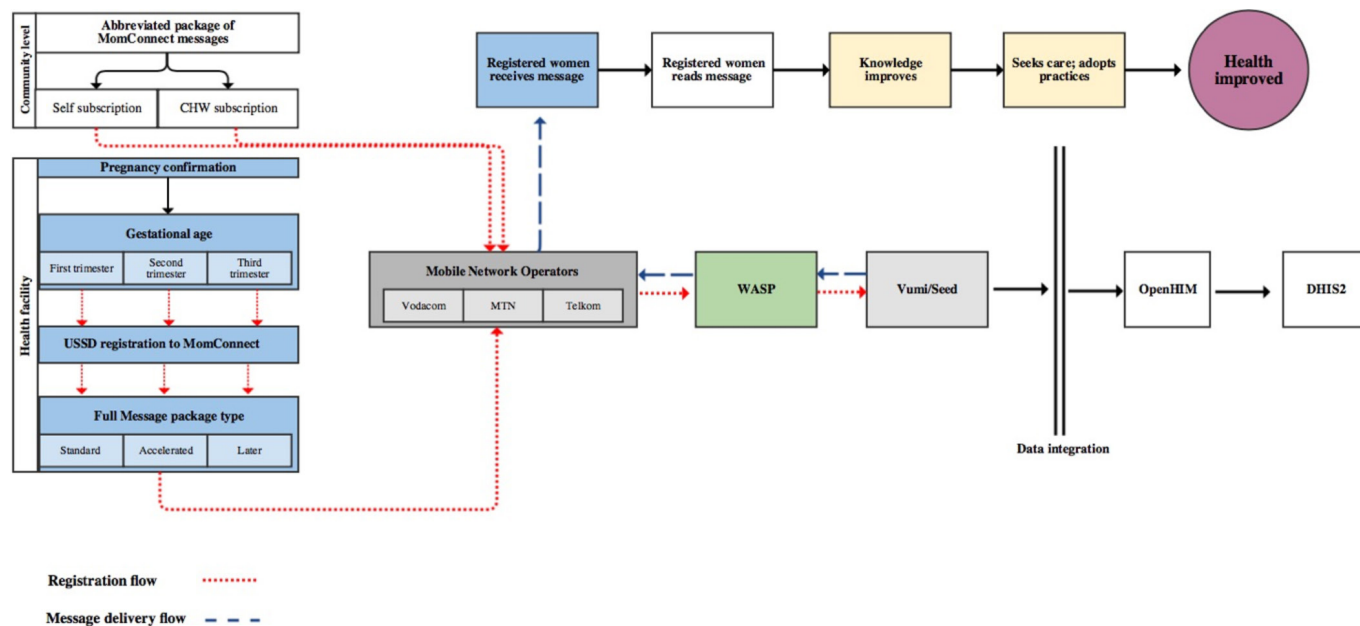 Community level
Abbreviated package of
MomConnect messages
Self subscription
CHW subscription
Health facility
Pregnancy confirmation
Gestational age
First trimester
Second
trimester
Third
trimester
USSD registration to MomConnect
Full Message package type
Standard
Accelerated
Later
Registered women
receives message
Registered women
reads message
Knowledge
improves
Seeks care; adopts
practices
Health
improved
Mobile Network Operators
Vodacom
MTN
Telkom
WASP
Vumi/Seed
OpenHIM
DHIS2
Data integration
Registration flow
Message delivery flow